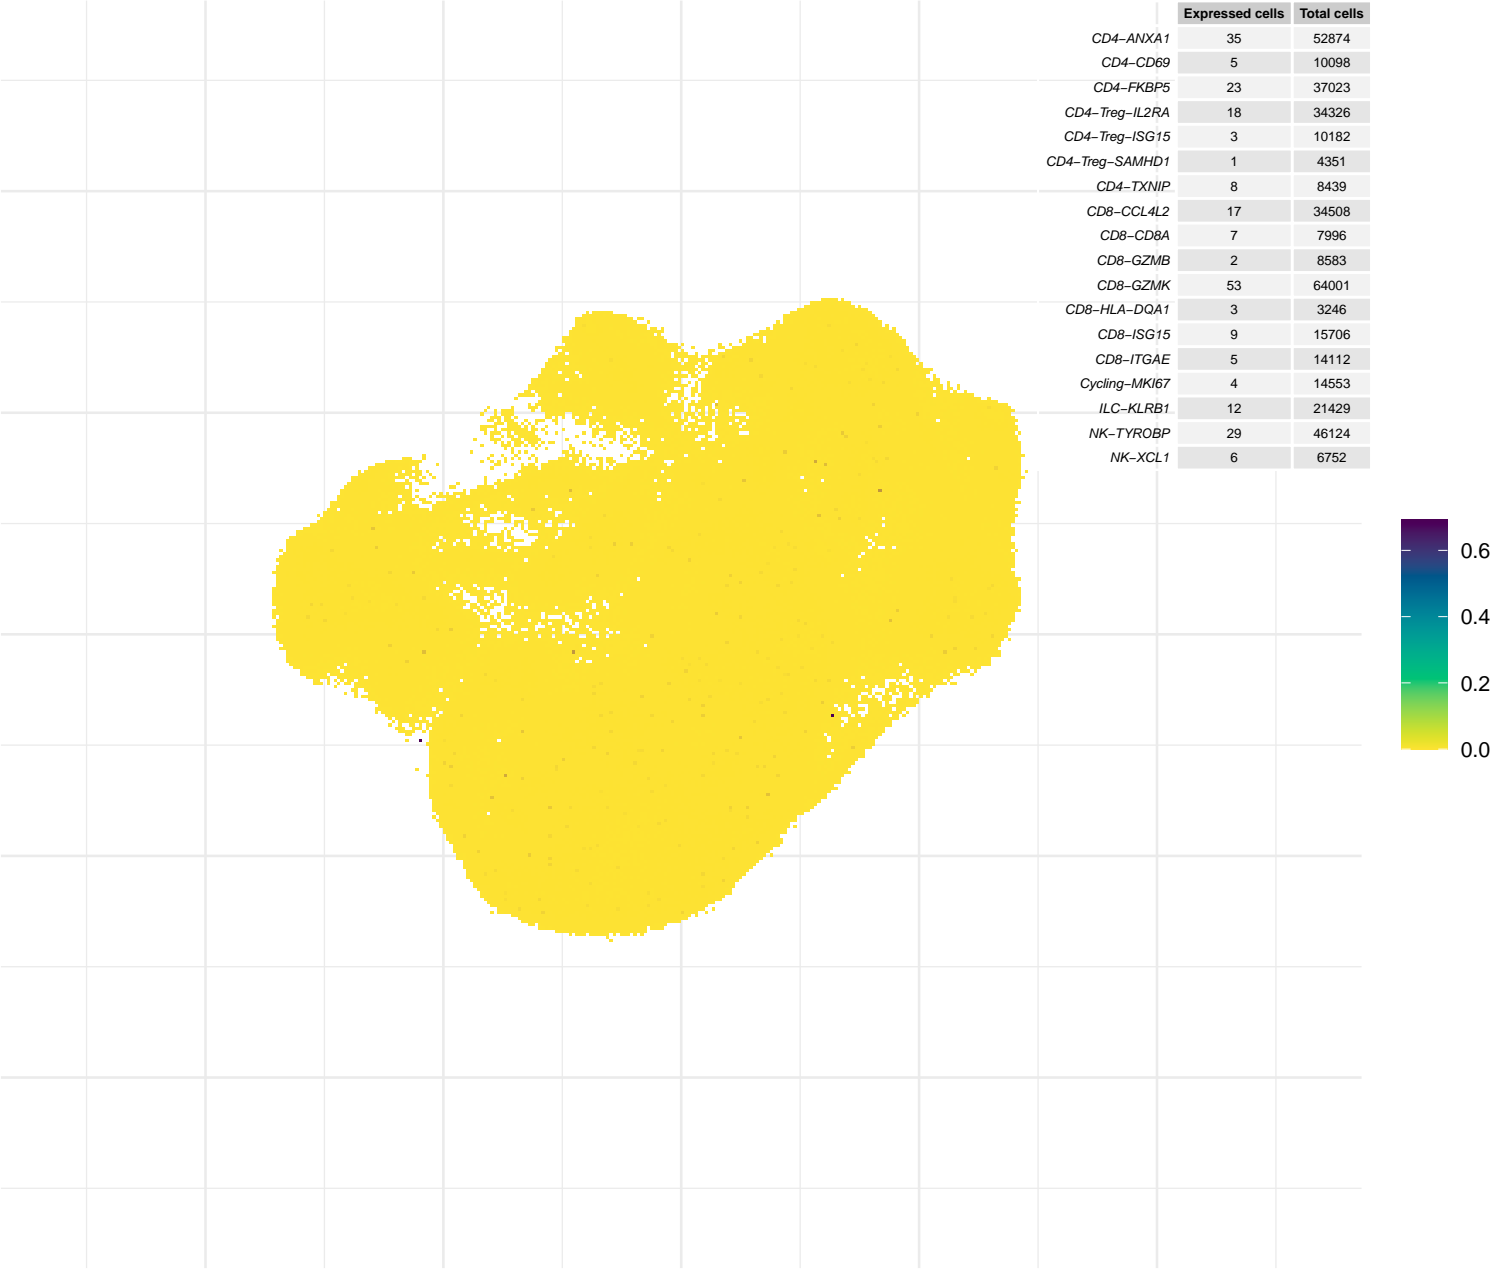 Expressed cells Total cells
CD4−ANXA1 35 52874
CD4−CD69 5 10098
CD4−FKBP5 23 37023
CD4−Treg−IL2RA 18 34326
CD4−Treg−ISG15 3 10182
CD4−Treg−SAMHD1 1 4351
CD4−TXNIP 8 8439
CD8−CCL4L2 17 34508
CD8−CD8A 7 7996
CD8−GZMB 2 8583
CD8−GZMK 53 64001
CD8−HLA−DQA1 3 3246
CD8−ISG15 9 15706
CD8−ITGAE 5 14112
Cycling−MKI67 4 14553
ILC−KLRB1 12 21429
NK−TYROBP 29 46124
NK−XCL1 6 6752
0.6
0.4
0.2
0.0